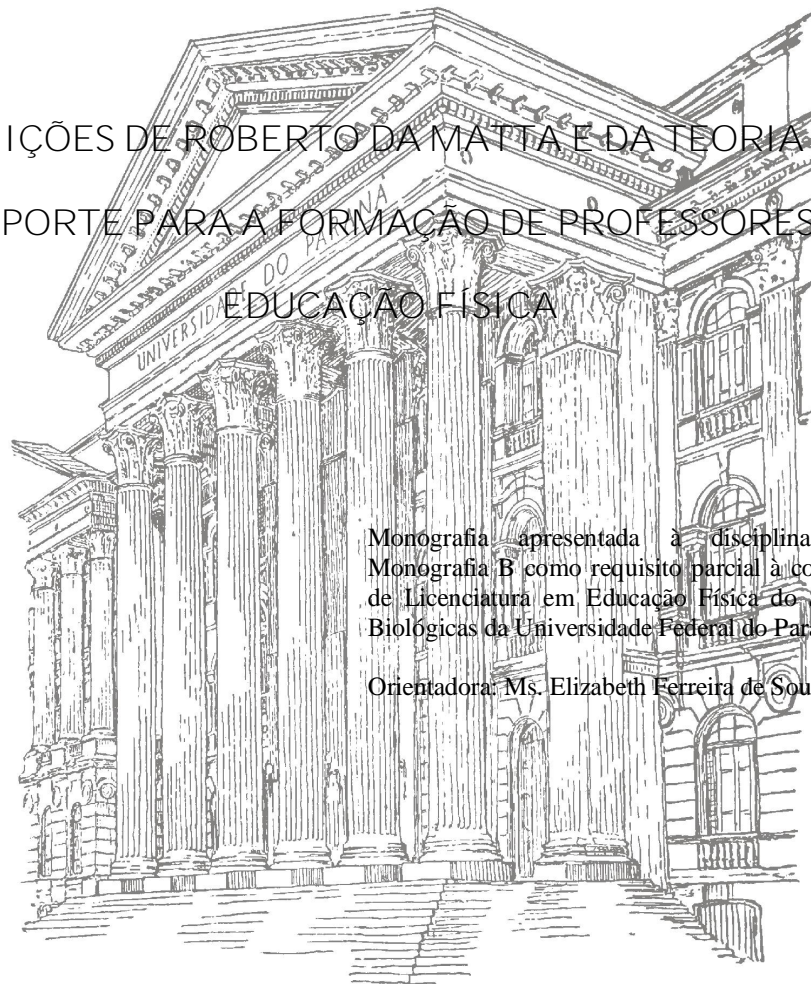 IÇÕES DE ROBERTO DA MATTA E DA TEORIA
PORTE PARA A FORMAÇÃO DE PROFESSORES
EDUCAÇÃO FÍSICA
UNIVERSIDADE DO PARANÁ
Monografia apresentada à disciplina
Monografia B como requisito parcial à co
de Licenciatura em Educação Física do
Biológicas da Universidade Federal do Par
Orientadora: Ms. Elizabeth Ferreira de Sou